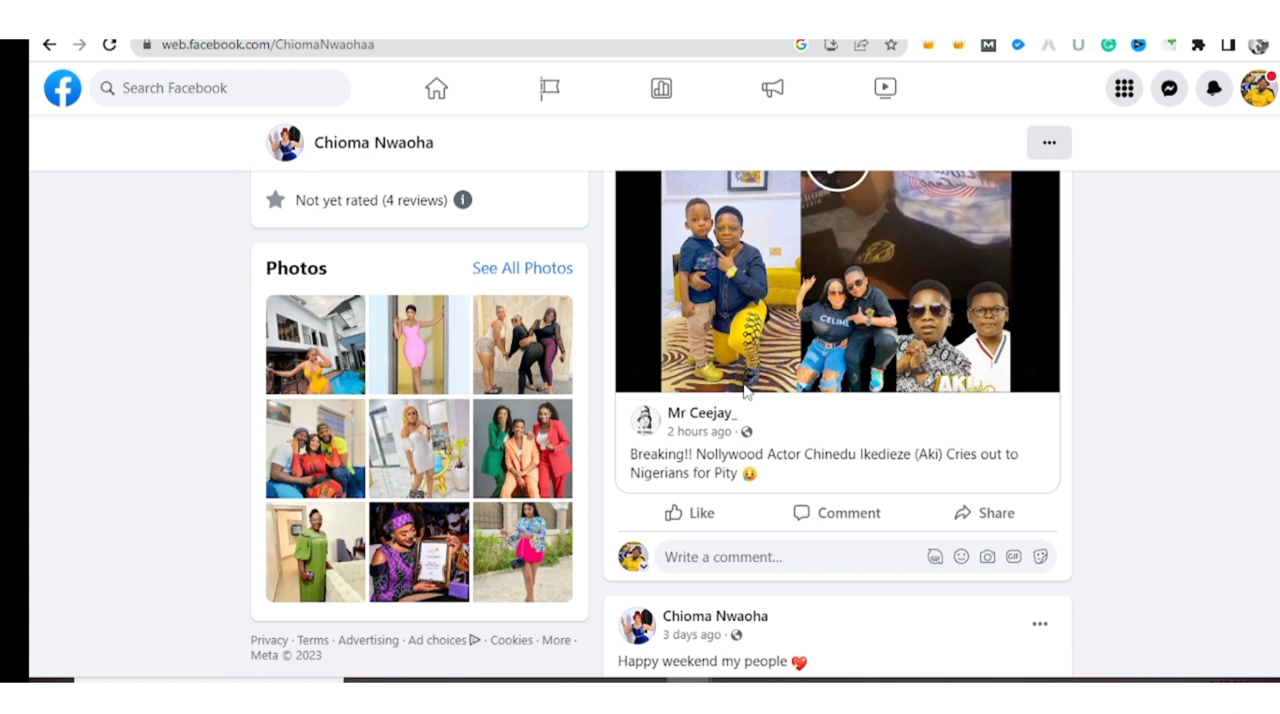 web.facebook.com/ChiomaNwaohaa
Search Facebook
Chioma Nwaoha
Not yet rated (4 reviews)
Photos
See All Photos
CELINE
AKI
Mr Ceejay_
2 hours ago ·
Breaking!! Nollywood Actor Chinedu Ikedieze (Aki) Cries out to
Nigerians for Pity 😥
Like
Comment
Share
Write a comment...
GIF
Privacy · Terms · Advertising · Ad choices · Cookies · More ·
Meta © 2023
Chioma Nwaoha
3 days ago ·
Happy weekend my people 💖